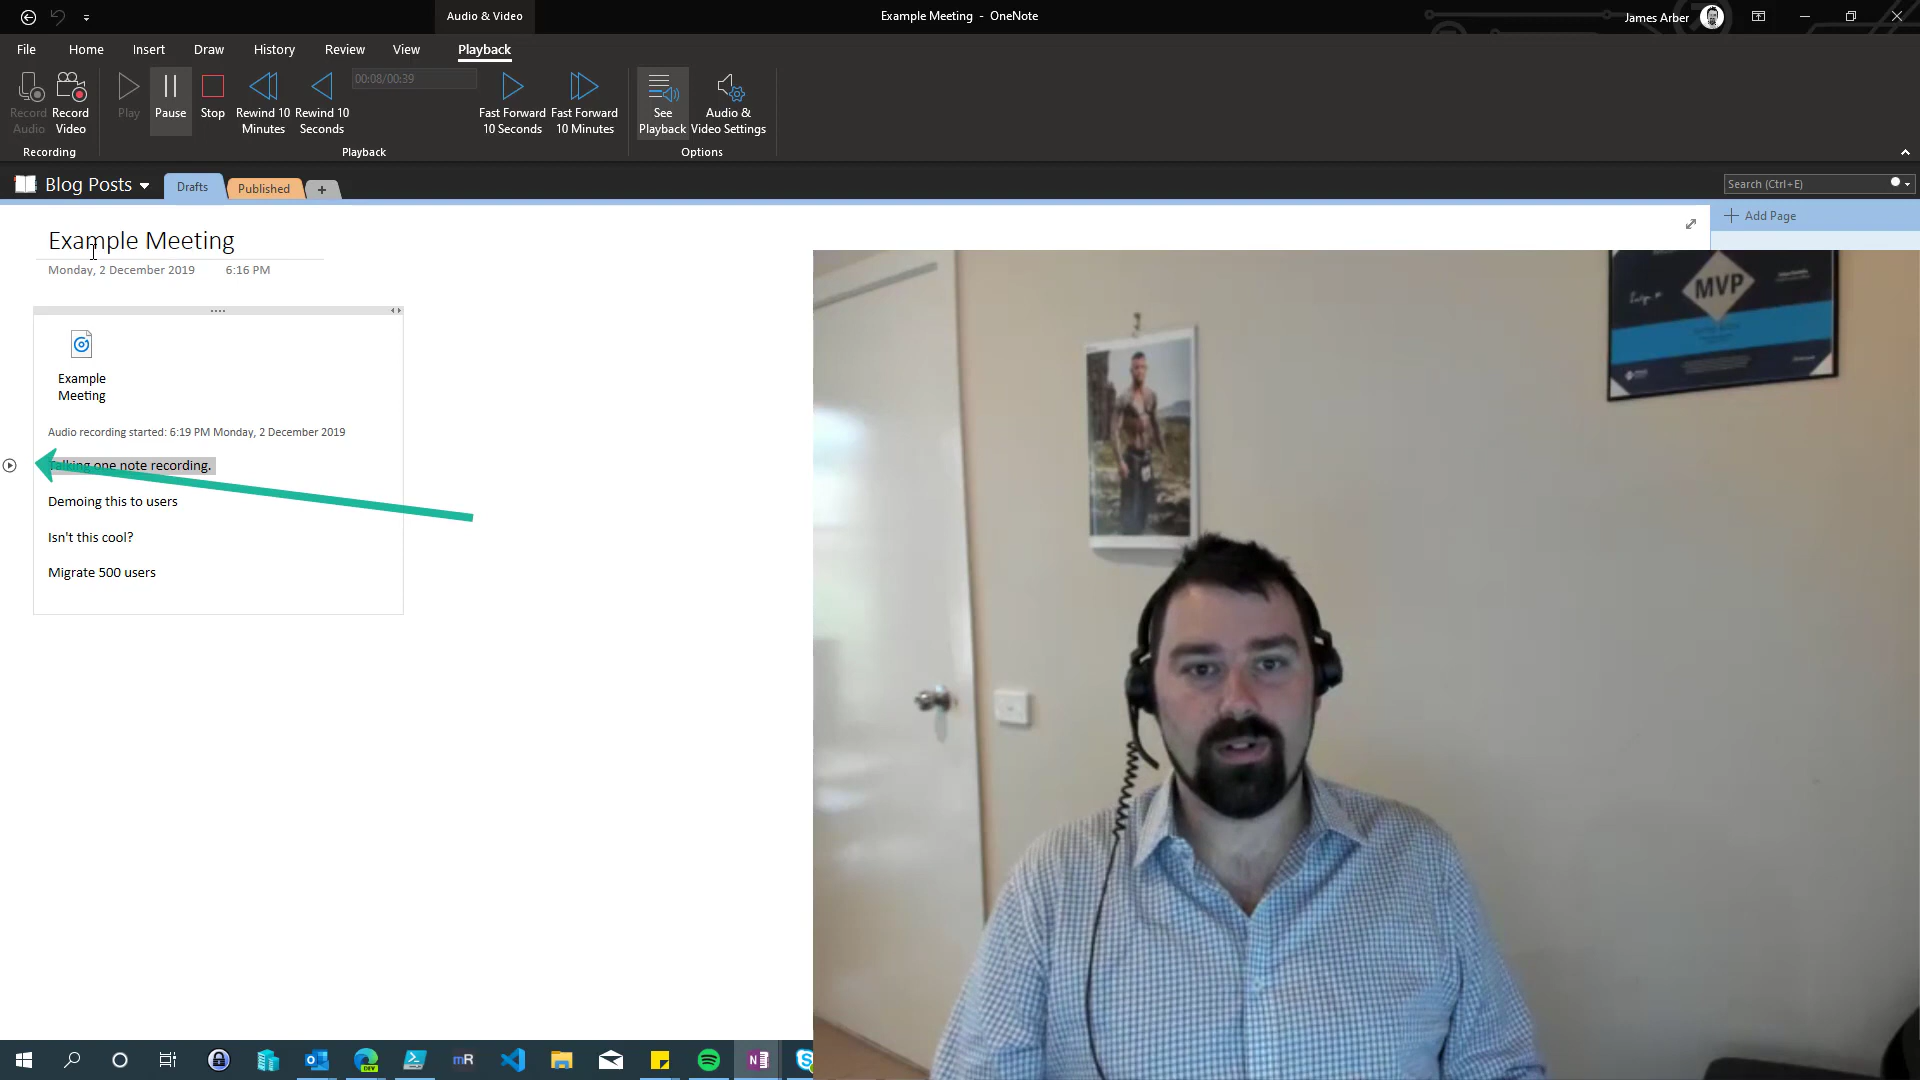 Audio & Video
Example Meeting - OneNote
James Arber
File Home Insert Draw History Review View Playback
Record Audio
Record Video
Play
Pause
Stop
Rewind 10 Minutes
Rewind 10 Seconds
00:08/00:39
Fast Forward 10 Seconds
Fast Forward 10 Minutes
See Playback
Audio & Video Settings
Recording
Playback
Options
Blog Posts
Drafts
Published
Search (Ctrl+E)
Add Page
Example Meeting
Monday, 2 December 2019 6:16 PM
Example
Meeting
Audio recording started: 6:19 PM Monday, 2 December 2019
Talking one note recording.
Demoing this to users
Isn't this cool?
Migrate 500 users
MVP
mR
DEV
N